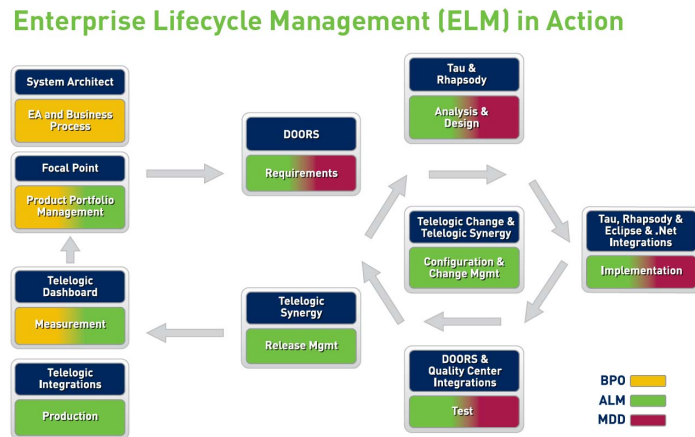 Enterprise Lifecycle Management (ELM) in Action
System Architect
EA and Business
Process
Focal Point
Product Portfolio
Management
Telelogic
Dashboard
Measurement
Telelogic
Integrations
Production
DOORS
Requirements
Telelogic
Synergy
Release Mgmt
Tau &
Rhapsody
Analysis &
Design
Telelogic Change &
Telelogic Synergy
Configuration &
Change Mgmt
DOORS &
Quality Center
Integrations
Test
Tau, Rhapsody &
Eclipse & .Net
Integrations
Implementation
BPO
ALM
MDD